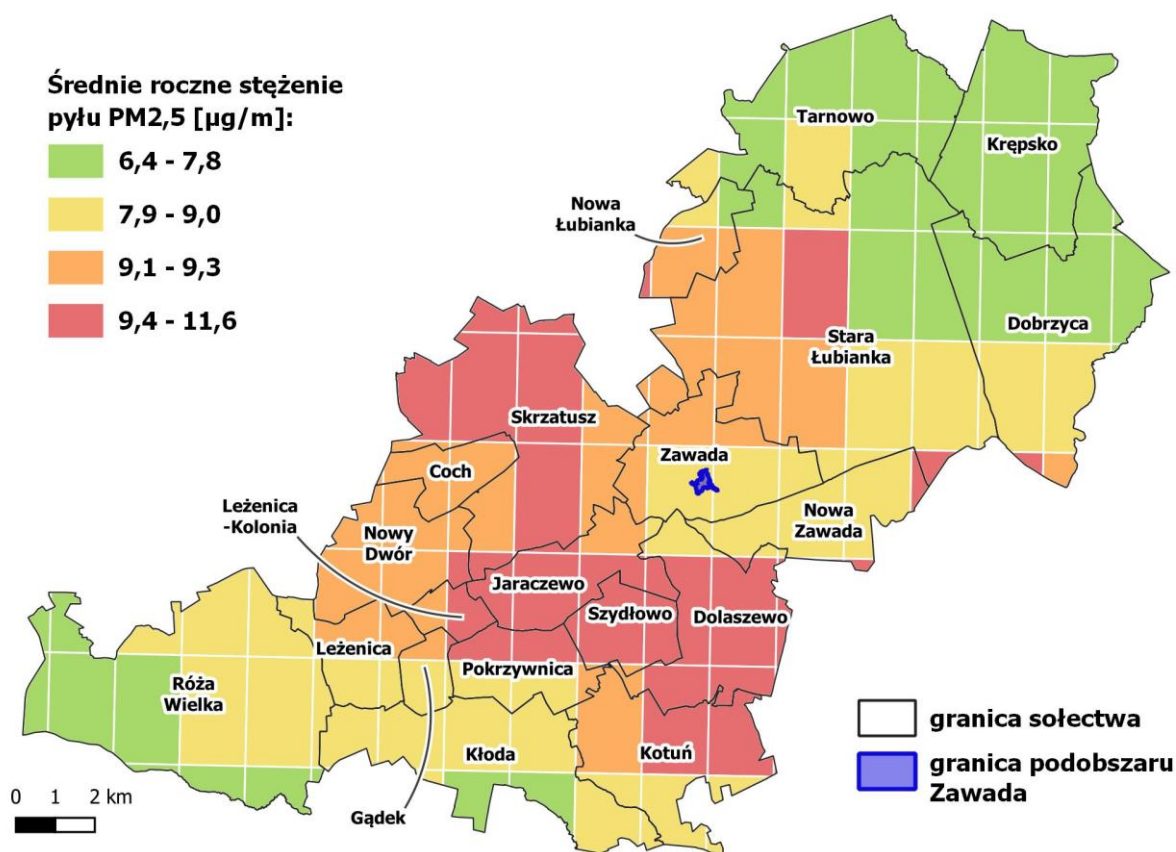 Średnie roczne stężenie
pyłu PM2,5 [µg/m]:
6,4 - 7,8
7,9 - 9,0
9,1 - 9,3
9,4 - 11,6
Tarnowo
Krępsko
Nowa
Łubianka
Dobrzyca
Stara
Łubianka
Skrzatusz
Zawada
Coch
Leżenica
-Kolonia
Nowy
Dwór
Nowa
Zawada
Jaraczewo
Szydłowo
Dolaszewo
Leżenica
Pokrzywnica
Róża
Wielka
Kłoda
Kotuń
Gądek
granica sołectwa
granica podobszaru
Zawada
0 1 2 km